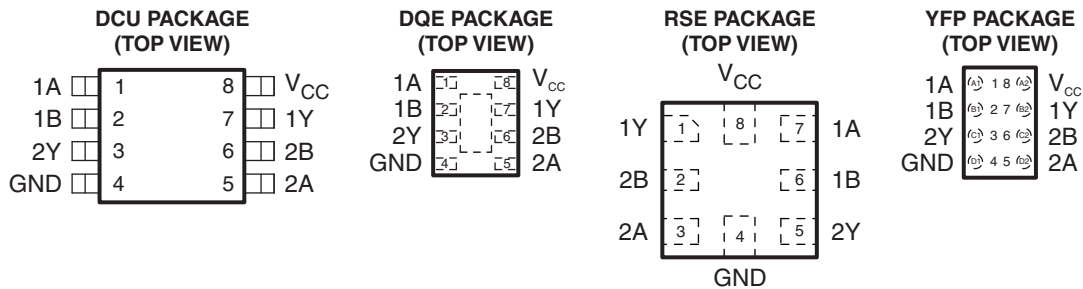 DCU PACKAGE
(TOP VIEW)
1A 1 8 VCC
1B 2 7 1Y
2Y 3 6 2B
GND 4 5 2A
DQE PACKAGE
(TOP VIEW)
1A 1 8 VCC
1B 2 7 1Y
2Y 3 6 2B
GND 4 5 2A
RSE PACKAGE
(TOP VIEW)
VCC
1Y 1 8 7 1A
2B 2 6 1B
2A 3 4 5 2Y
GND
YFP PACKAGE
(TOP VIEW)
1A A1 1 8 A2 VCC
1B B1 2 7 B2 1Y
2Y C1 3 6 C2 2B
GND D1 4 5 D2 2A